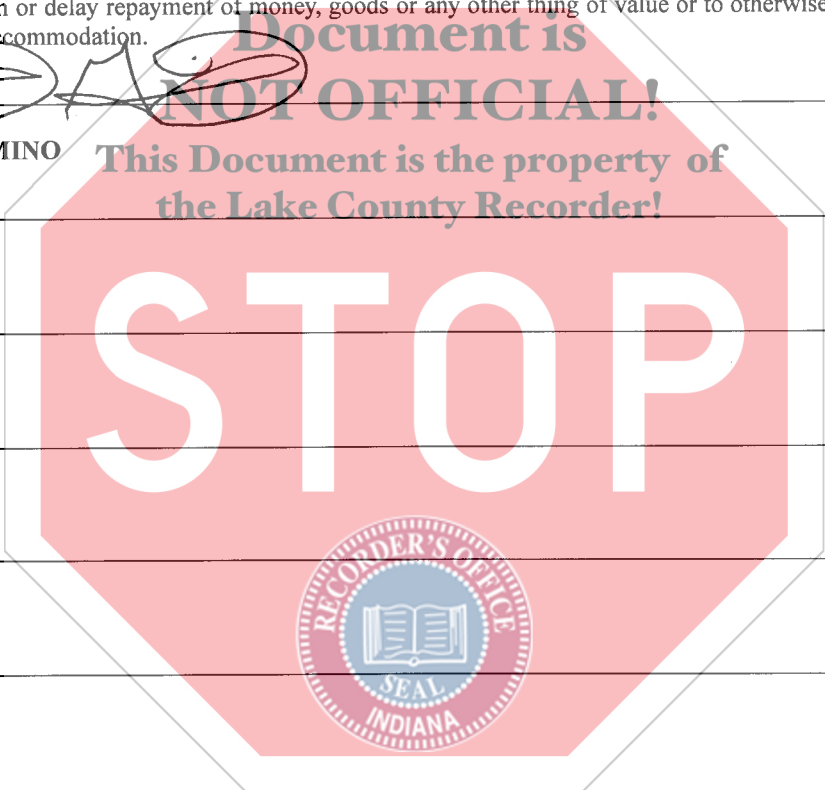 or delay repayment of money, goods or any other thing of value or to otherwise
ccommodation.
Document is
NOT OFFICIAL!
MINO
This Document is the property of
the Lake County Recorder!
STOP
RECORDER'S OFFICE
SEAL
INDIANA